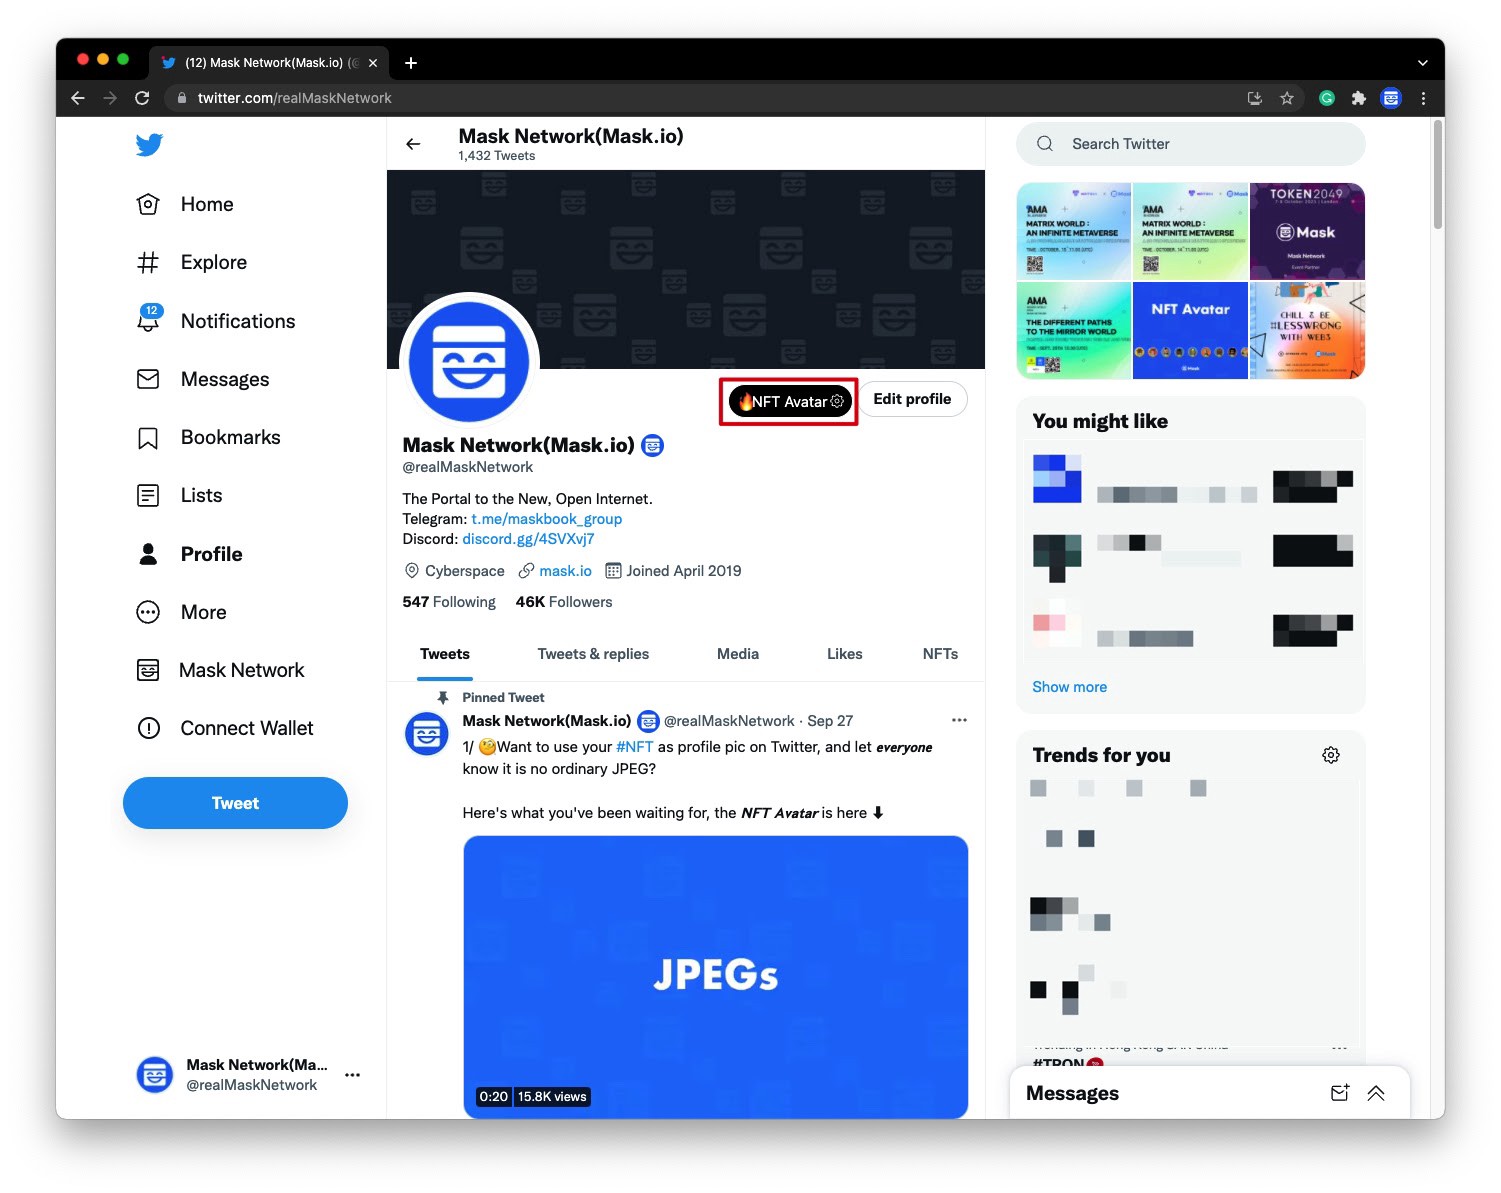 (12) Mask Network(Mask.io) (@
twitter.com/realMaskNetwork
Home
Explore
12
Notifications
Messages
Bookmarks
Lists
Profile
More
Mask Network
Connect Wallet
Tweet
Mask Network(Ma...
@realMaskNetwork
Mask Network(Mask.io)
1,432 Tweets
🔥NFT Avatar
Edit profile
Mask Network(Mask.io)
@realMaskNetwork
The Portal to the New, Open Internet.
Telegram: t.me/maskbook_group
Discord: discord.gg/4SVXvj7
Cyberspace mask.io Joined April 2019
547 Following 46K Followers
Tweets Tweets & replies Media Likes NFTs
Pinned Tweet
Mask Network(Mask.io) @realMaskNetwork · Sep 27
1/ 🧐Want to use your #NFT as profile pic on Twitter, and let everyone
know it is no ordinary JPEG?
Here's what you've been waiting for, the NFT Avatar is here ⬇
JPEGs
0:20 15.8K views
Search Twitter
AMA
MATRIX WORLD :
AN INFINITE METAVERSE
AMA
MATRIX WORLD :
AN INFINITE METAVERSE
TOKEN2049
Mask
Mask Network
Event Partner
AMA
THE DIFFERENT PATHS
TO THE MIRROR WORLD
NFT Avatar
Mask
CHILL & BE
#LESSWRONG
WITH WEB3
You might like
Show more
Trends for you
#TRON
Messages